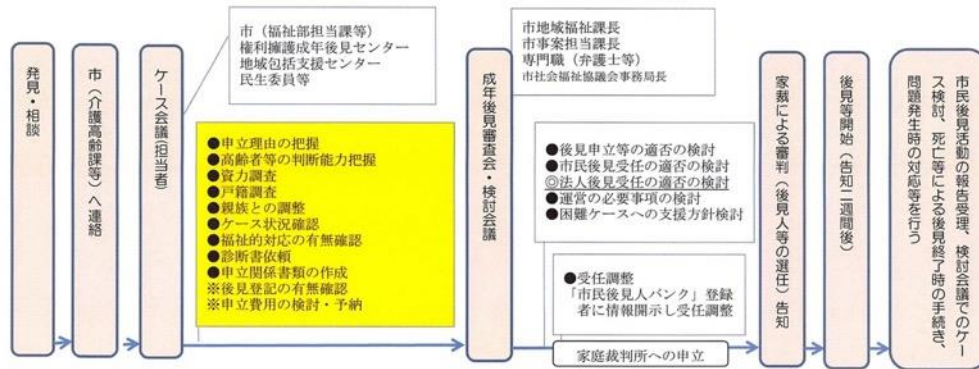 発見・相談
市（介護高齢課等）へ連絡
ケース会議（担当者）
市（福祉部担当課等）
権利擁護成年後見センター
地域包括支援センター
民生委員等
●申立理由の把握
●高齢者等の判断能力把握
●資力調査
●戸籍調査
●親族との調整
●ケース状況確認
●福祉的対応の有無確認
●診断書依頼
●申立関係書類の作成
※後見登記の有無確認
※申立費用の検討・予納
成年後見審査会・検討会議
市地域福祉課長
市事案担当課長
専門職（弁護士等）
市社会福祉協議会事務局長
●後見申立等の適否の検討
●市民後見受任の適否の検討
◎法人後見受任の適否の検討
●運営の必要事項の検討
●困難ケースへの支援方針検討
●受任調整
「市民後見人バンク」登録
者に情報開示し受任調整
家庭裁判所への申立
家裁による審判（後見人等の選任）告知
後見等開始（告知二週間後）
市民後見活動の報告受理、検討会議でのケー
ス検討、死亡等による後見終了時の手続き、
問題発生時の対応等を行う